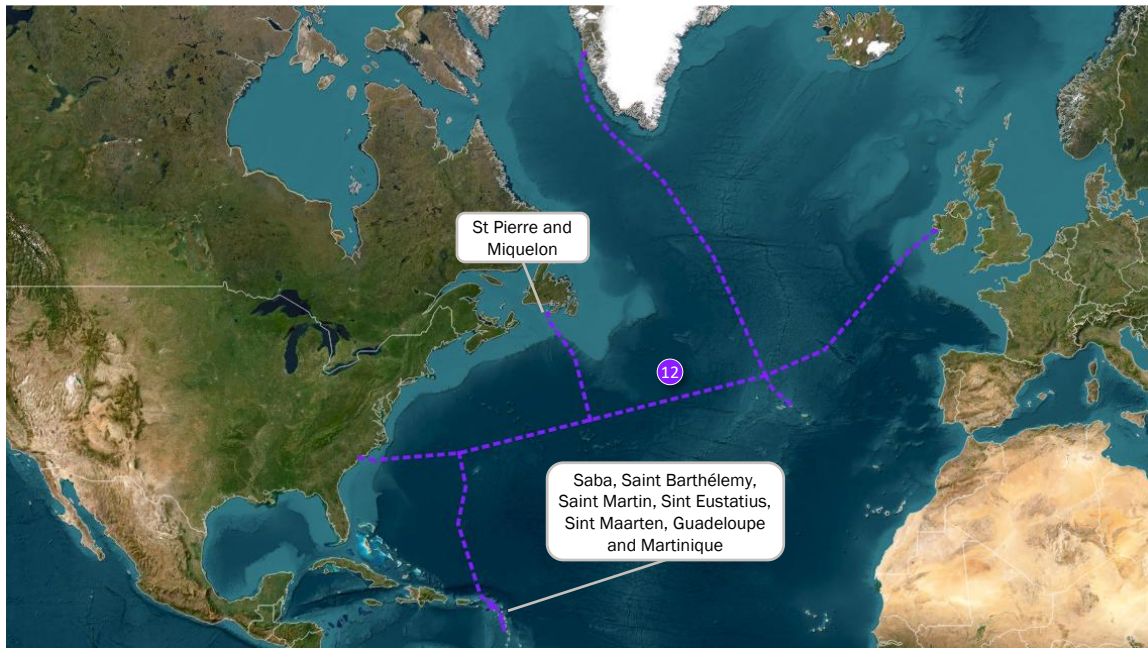 St Pierre and
Miquelon
12
Saba, Saint Barthélemy,
Saint Martin, Sint Eustatius,
Sint Maarten, Guadeloupe
and Martinique